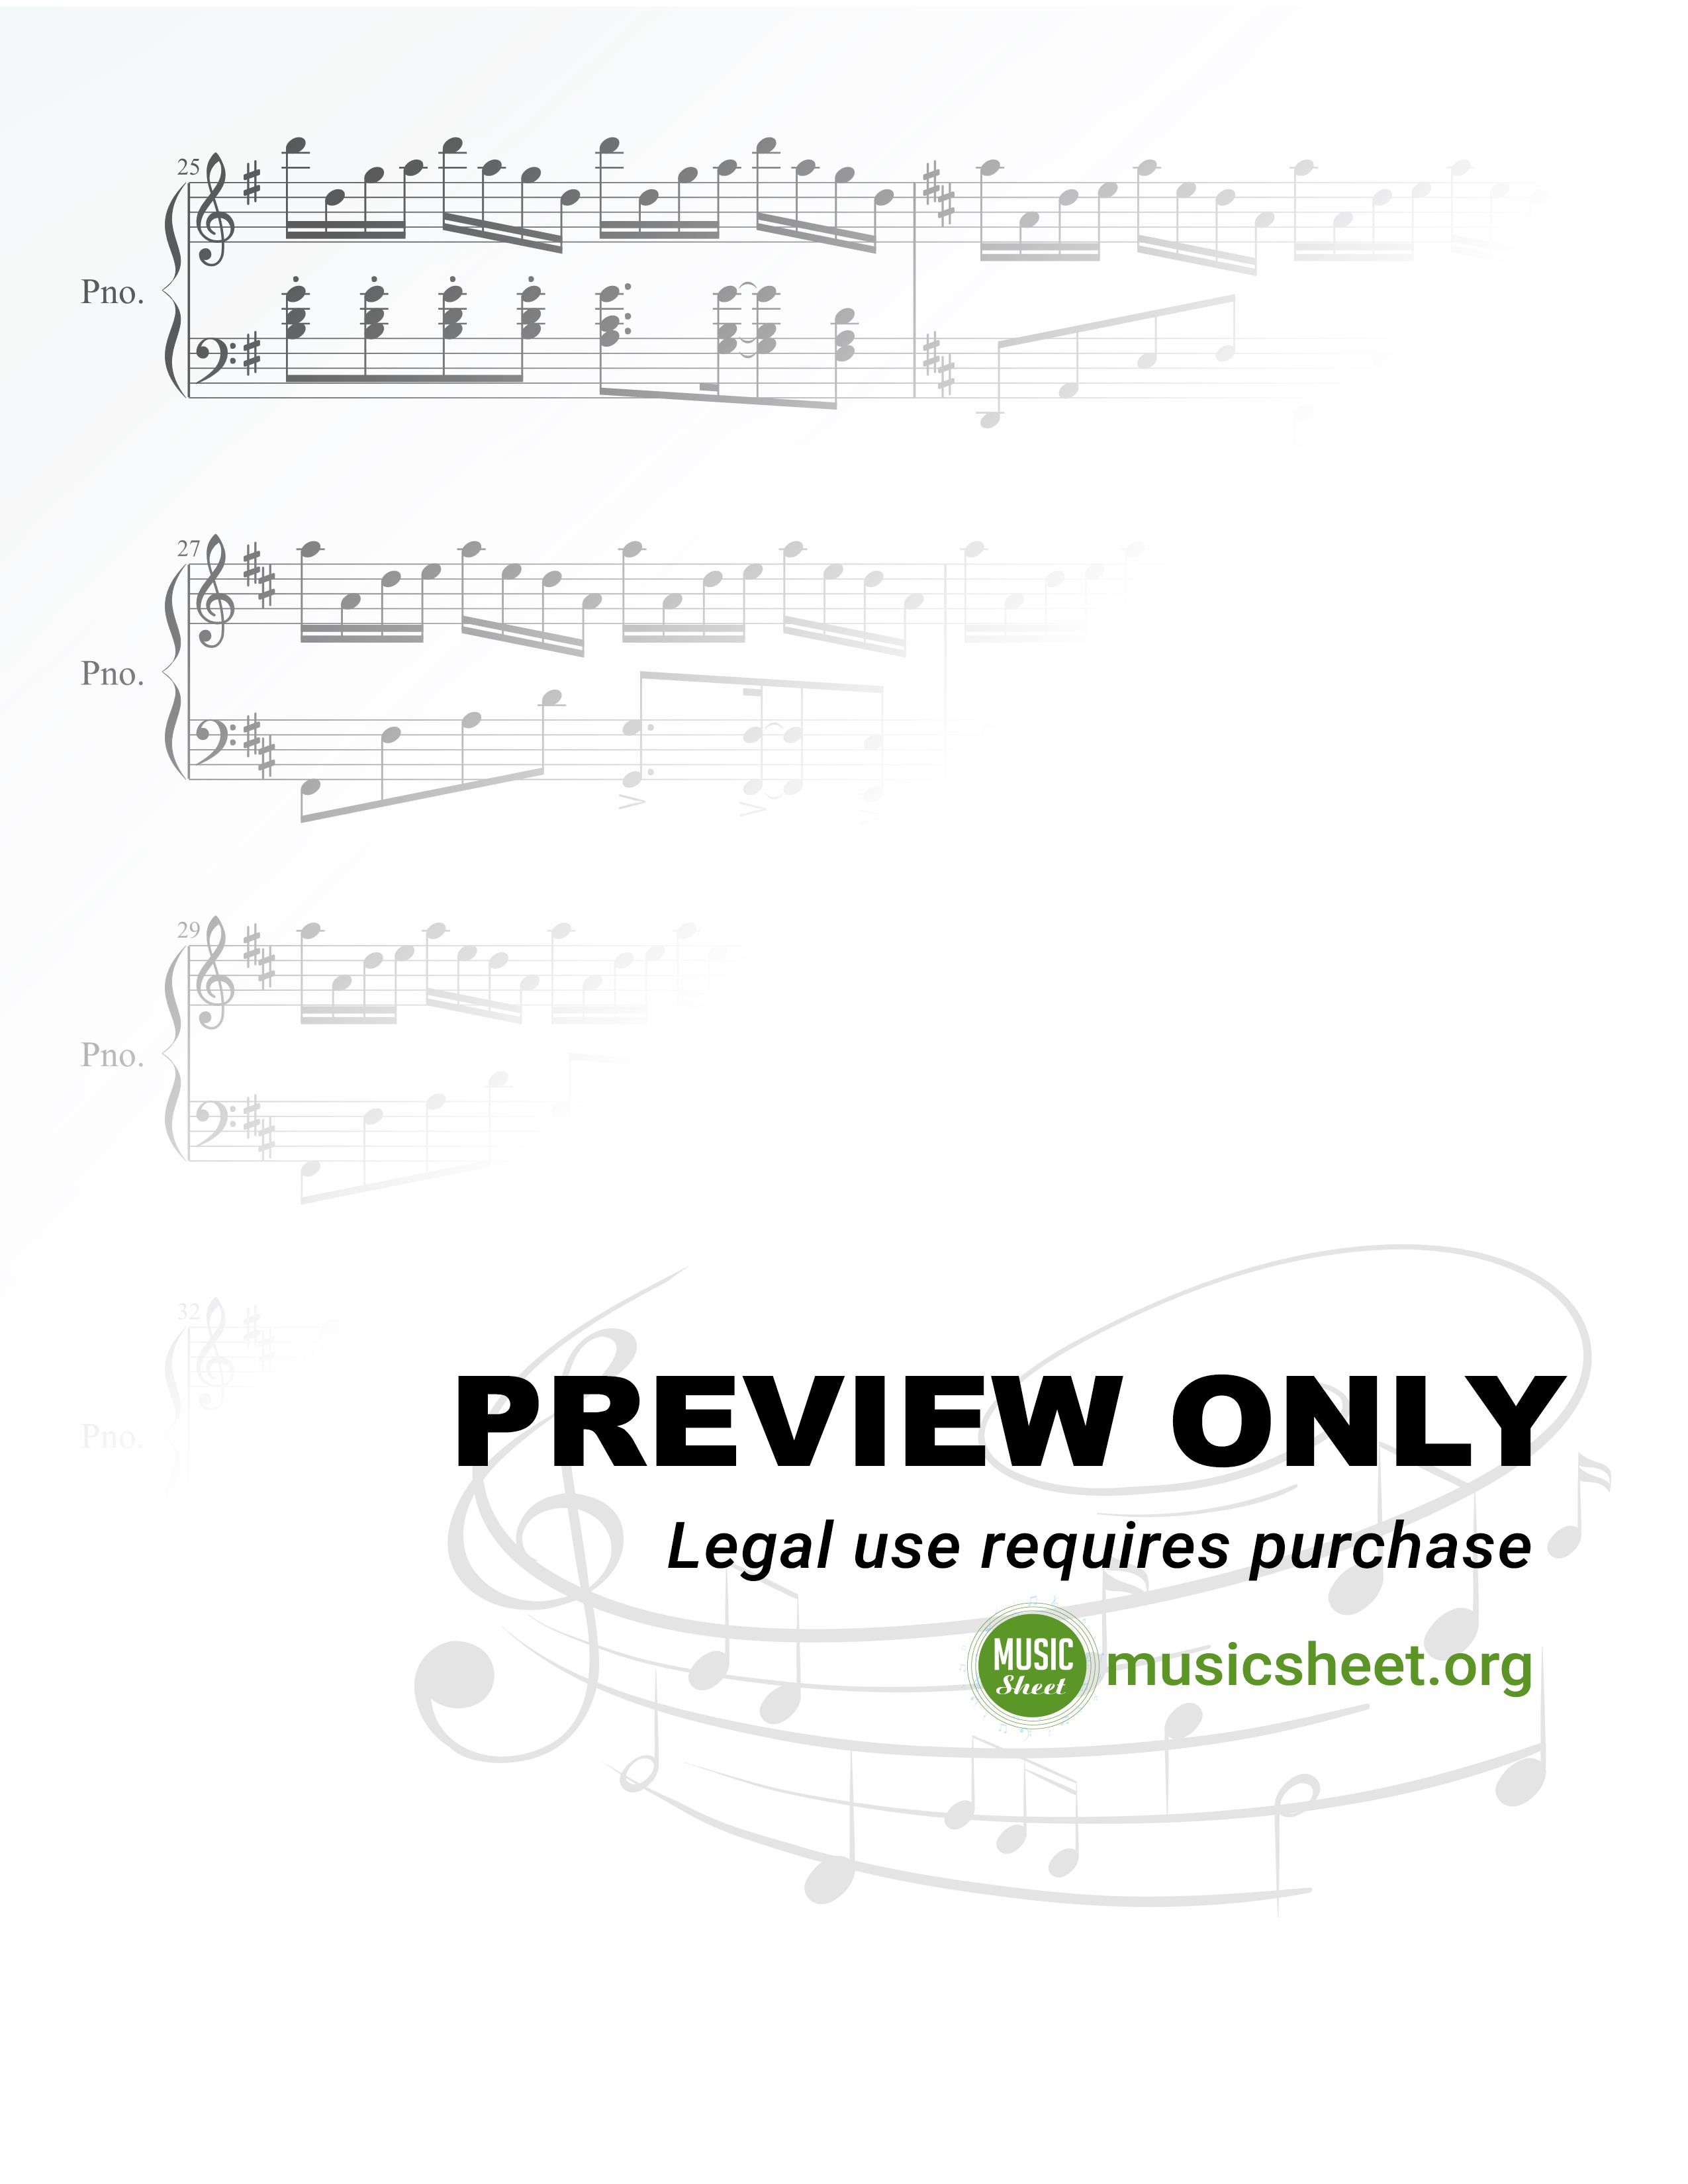 25
Pno.
27
Pno.
29
Pno.
32
Pno.
PREVIEW ONLY
Legal use requires purchase
MUSIC
Sheet
musicsheet.org